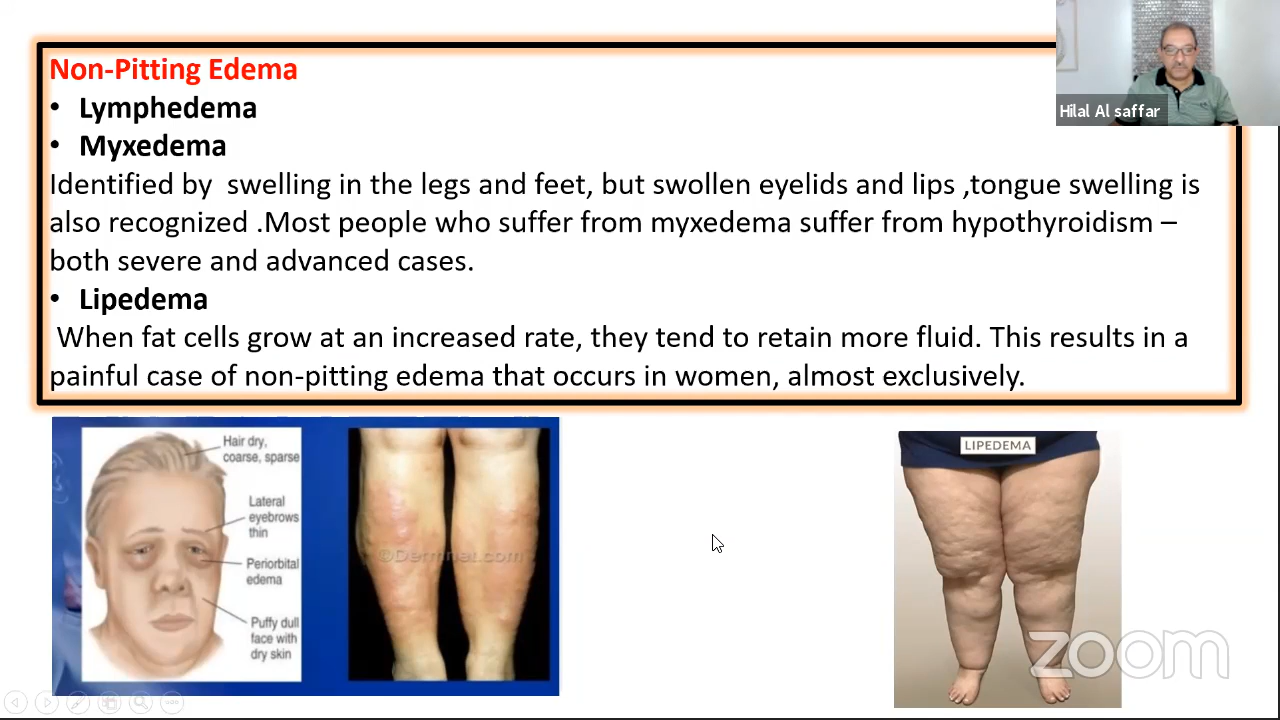 Non-Pitting Edema
• Lymphedema
• Myxedema
Identified by  swelling in the legs and feet, but swollen eyelids and lips ,tongue swelling is
also recognized .Most people who suffer from myxedema suffer from hypothyroidism –
both severe and advanced cases.
• Lipedema
When fat cells grow at an increased rate, they tend to retain more fluid. This results in a
painful case of non-pitting edema that occurs in women, almost exclusively.
Hilal Al saffar
Hair dry,
coarse, sparse
Lateral
eyebrows
thin
Periorbital
edema
Puffy dull
face with
dry skin
©Dermnet.com
LIPEDEMA
zoom